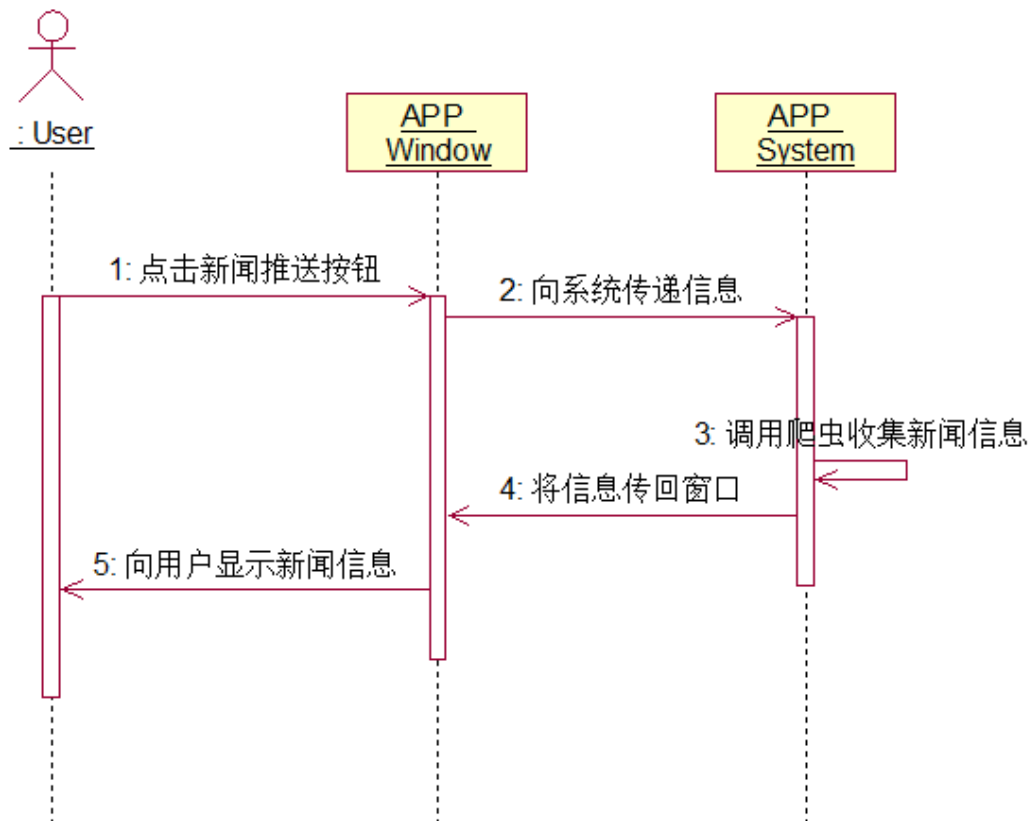 : User
APP
Window
APP
System
1: 点击新闻推送按钮
2: 向系统传递信息
3: 调用爬虫收集新闻信息
4: 将信息传回窗口
5: 向用户显示新闻信息